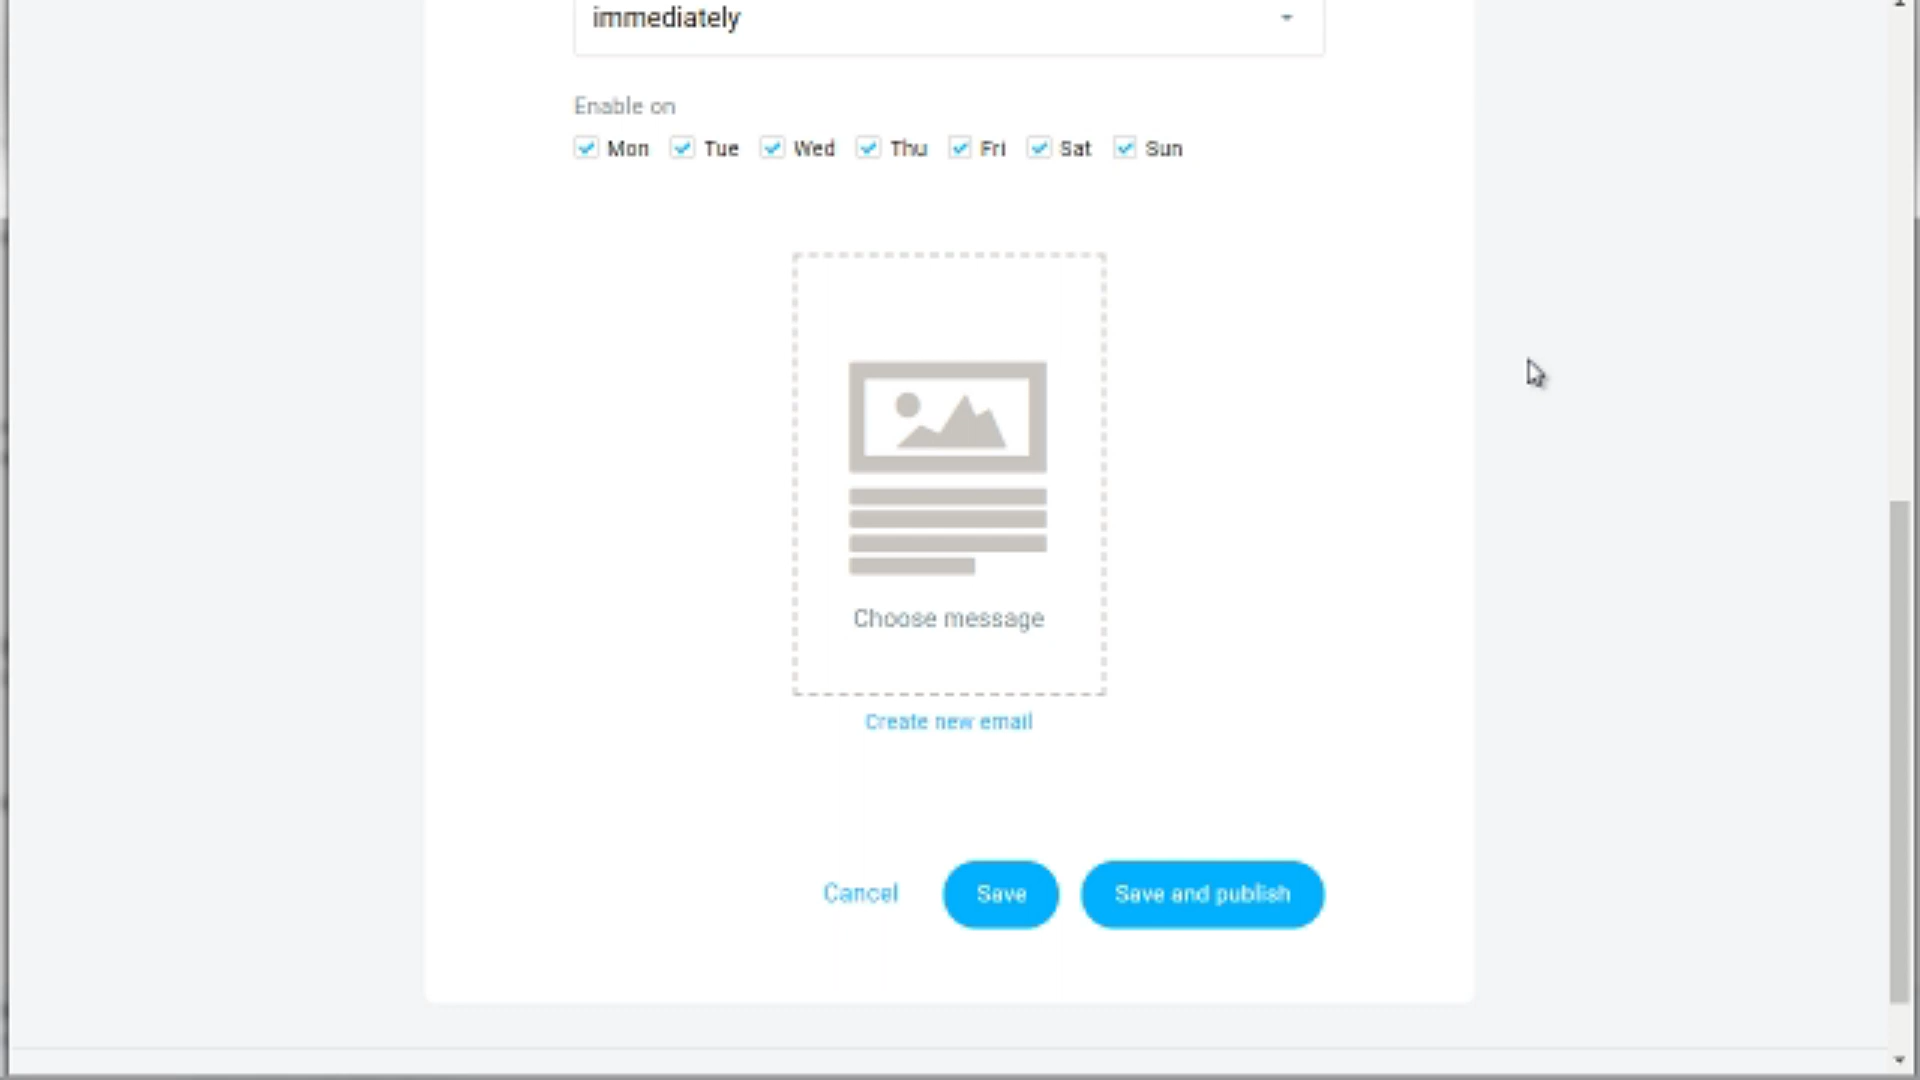 immediately
Enable on
Mon Tue Wed Thu Fri Sat Sun
Choose message
Create new email
Cancel Save Save and publish